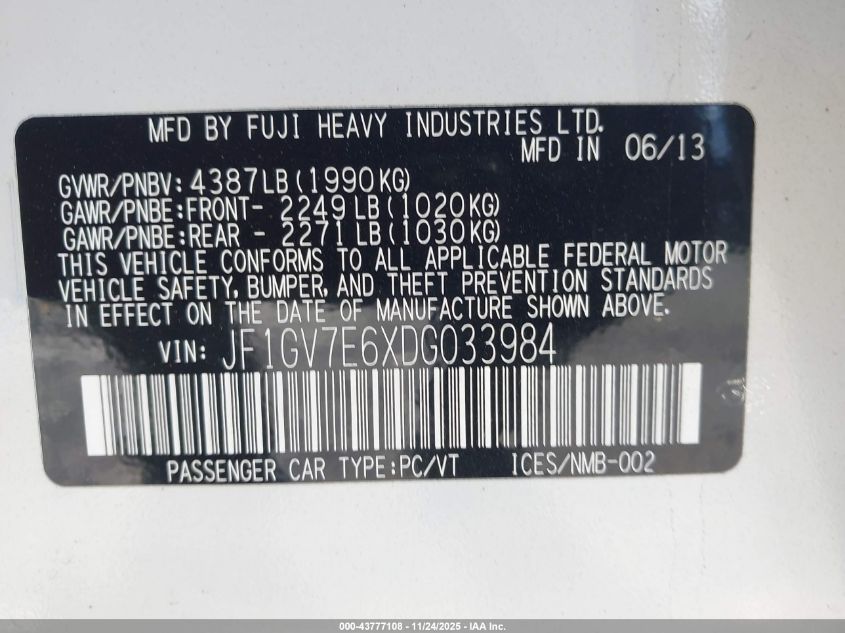 MFD BY FUJI HEAVY INDUSTRIES LTD.
MFD IN 06/13
GVWR/PNBV: 4387LB (1990KG)
GAWR/PNBE:FRONT- 2249 LB (1020KG)
GAWR/PNBE:REAR - 2271 LB (1030KG)
THIS VEHICLE CONFORMS TO ALL APPLICABLE FEDERAL MOTOR
VEHICLE SAFETY, BUMPER, AND THEFT PREVENTION STANDARDS
IN EFFECT ON THE DATE OF MANUFACTURE SHOWN ABOVE.
VIN: JF1GV7E6XDG033984
PASSENGER CAR TYPE:PC/VT ICES/NMB-002
000-43777108 - 11/24/2025 - IAA Inc.